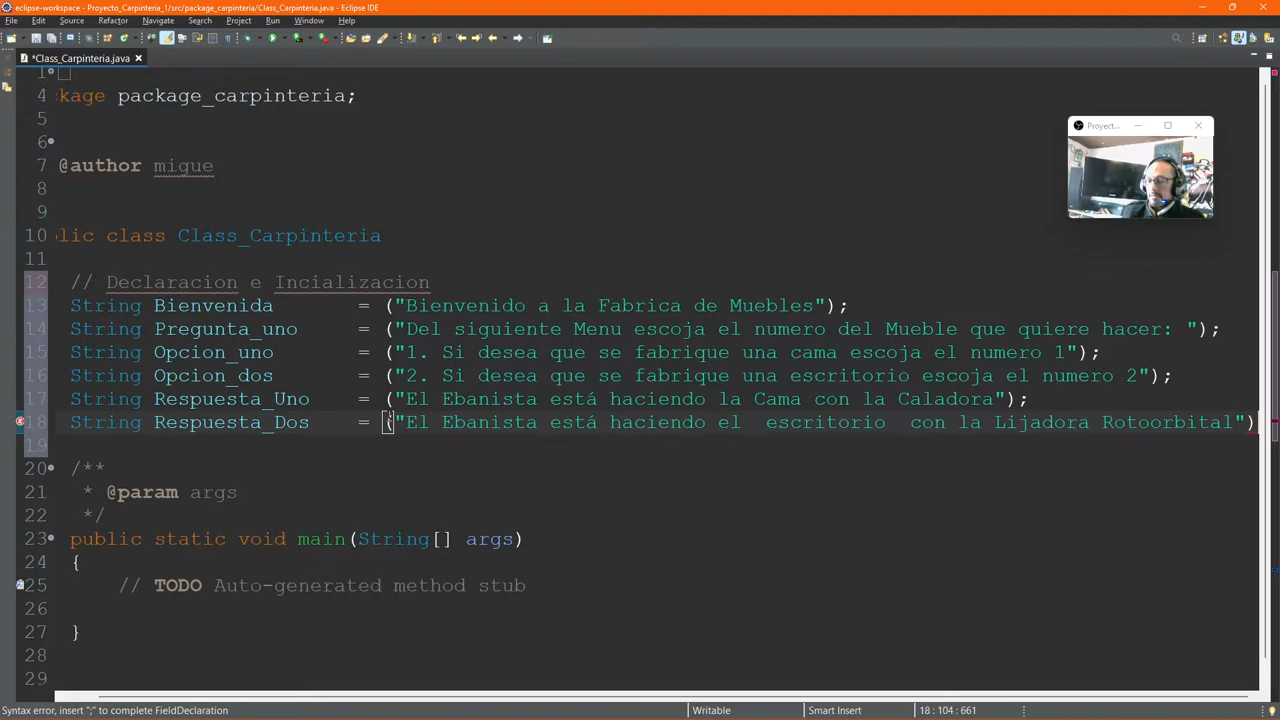 eclipse-workspace - Proyecto_Carpinteria_1/src/package_carpinteria/Class_Carpinteria.java - Eclipse IDE
File Edit Source Refactor Navigate Search Project Run Window Help
*Class_Carpinteria.java
1
4 kage package_carpinteria;
5
6
7 @author migue
8
9
10 lic class Class_Carpinteria
11
12 // Declaracion e Incializacion
13 String Bienvenida = ("Bienvenido a la Fabrica de Muebles");
14 String Pregunta_uno = ("Del siguiente Menu escoja el numero del Mueble que quiere hacer: ");
15 String Opcion_uno = ("1. Si desea que se fabrique una cama escoja el numero 1");
16 String Opcion_dos = ("2. Si desea que se fabrique una escritorio escoja el numero 2");
17 String Respuesta_Uno = ("El Ebanista está haciendo la Cama con la Caladora");
18 String Respuesta_Dos = ("El Ebanista está haciendo el  escritorio  con la Lijadora Rotoorbital")
19
20 /**
21 * @param args
22 */
23 public static void main(String[] args)
24 {
25 // TODO Auto-generated method stub
26
27 }
28
29
Proyect...
Syntax error, insert ";" to complete FieldDeclaration Writable Smart Insert 18 : 104 : 661